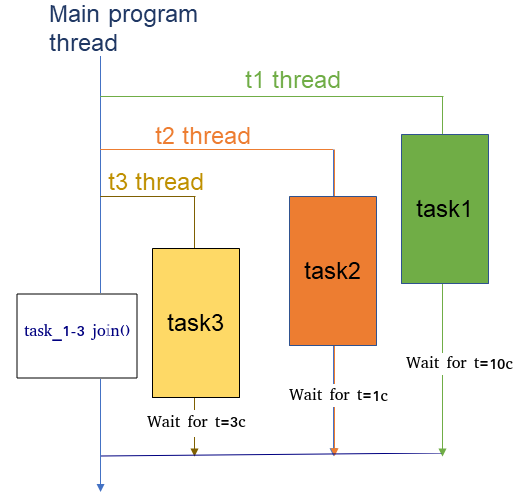 Main program
thread
t1 thread
t2 thread
t3 thread
task1
task2
task3
task_1-3 join()
Wait for t=10c
Wait for t=1c
Wait for t=3c